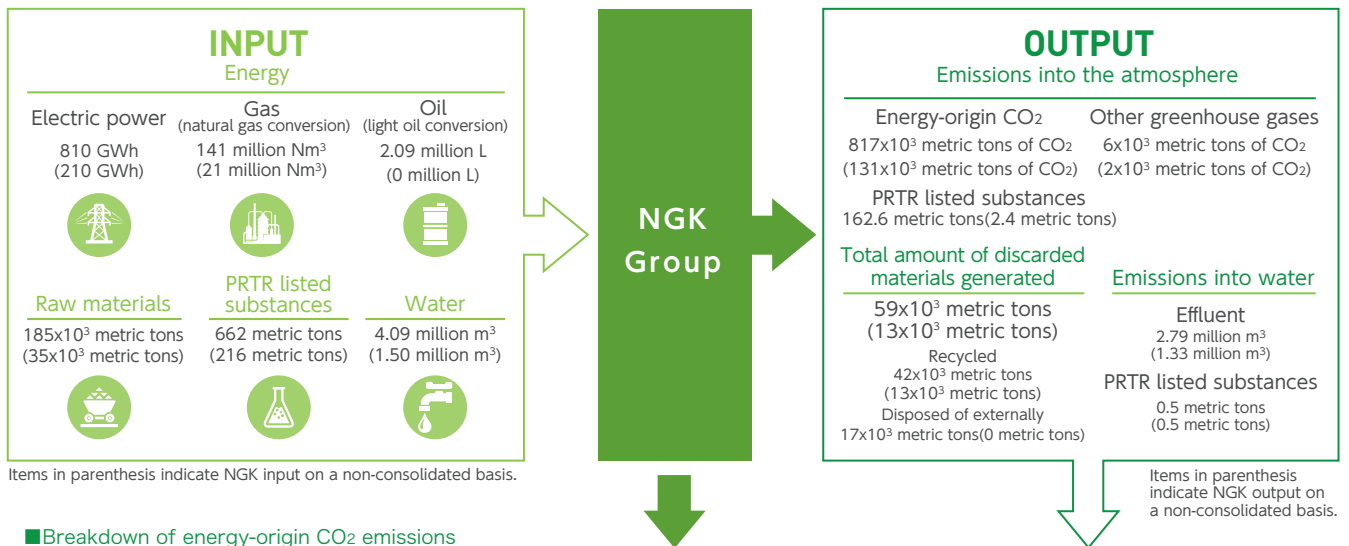 INPUT
Energy
Electric power
810 GWh
(210 GWh)
Gas
(natural gas conversion)
141 million Nm³
(21 million Nm³)
Oil
(light oil conversion)
2.09 million L
(0 million L)
Raw materials
185x10³ metric tons
(35x10³ metric tons)
PRTR listed
substances
662 metric tons
(216 metric tons)
Water
4.09 million m³
(1.50 million m³)
Items in parenthesis indicate NGK input on a non-consolidated basis.
NGK
Group
OUTPUT
Emissions into the atmosphere
Energy-origin CO₂
817x10³ metric tons of CO₂
(131x10³ metric tons of CO₂)
Other greenhouse gases
6x10³ metric tons of CO₂
(2x10³ metric tons of CO₂)
PRTR listed substances
162.6 metric tons(2.4 metric tons)
Total amount of discarded
materials generated
59x10³ metric tons
(13x10³ metric tons)
Recycled
42x10³ metric tons
(13x10³ metric tons)
Disposed of externally
17x10³ metric tons(0 metric tons)
Emissions into water
Effluent
2.79 million m³
(1.33 million m³)
PRTR listed substances
0.5 metric tons
(0.5 metric tons)
Items in parenthesis
indicate NGK output on
a non-consolidated basis.
■Breakdown of energy-origin CO₂ emissions